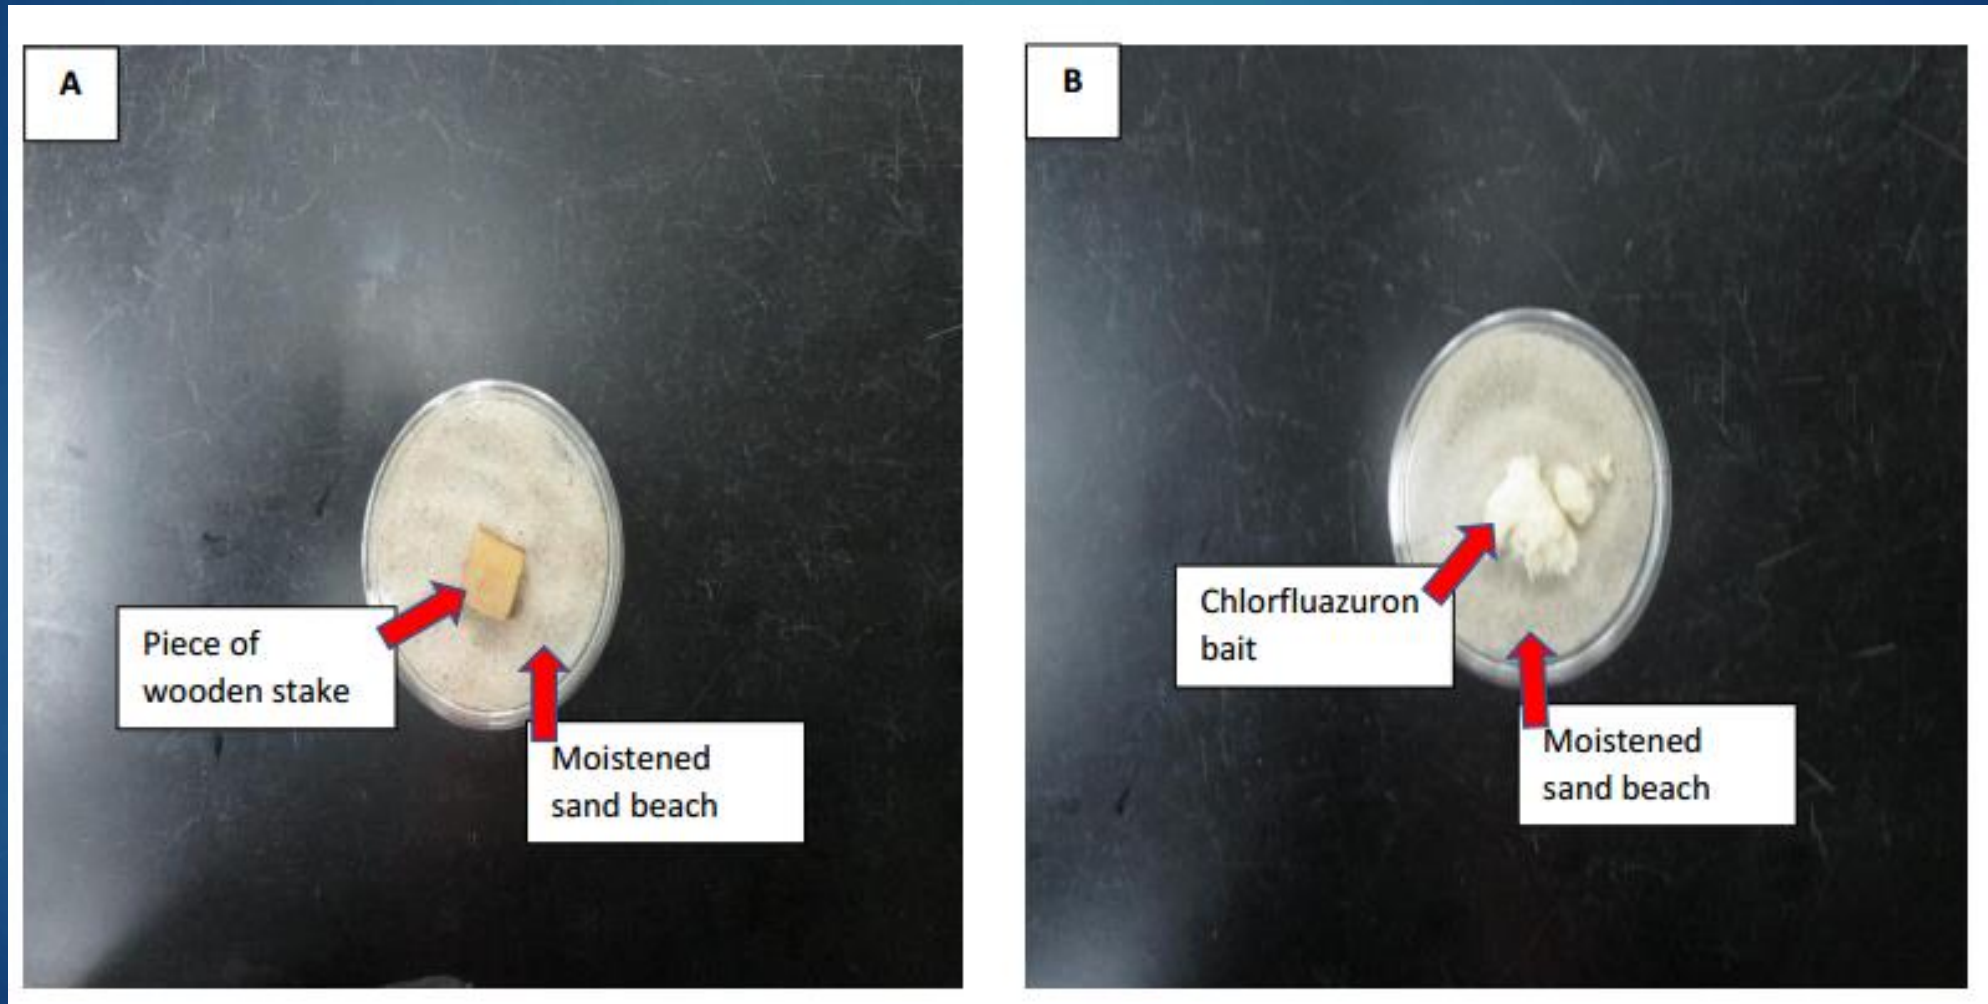 A
B
Piece of
wooden stake
Moistened
sand beach
Chlorfluazuron
bait
Moistened
sand beach